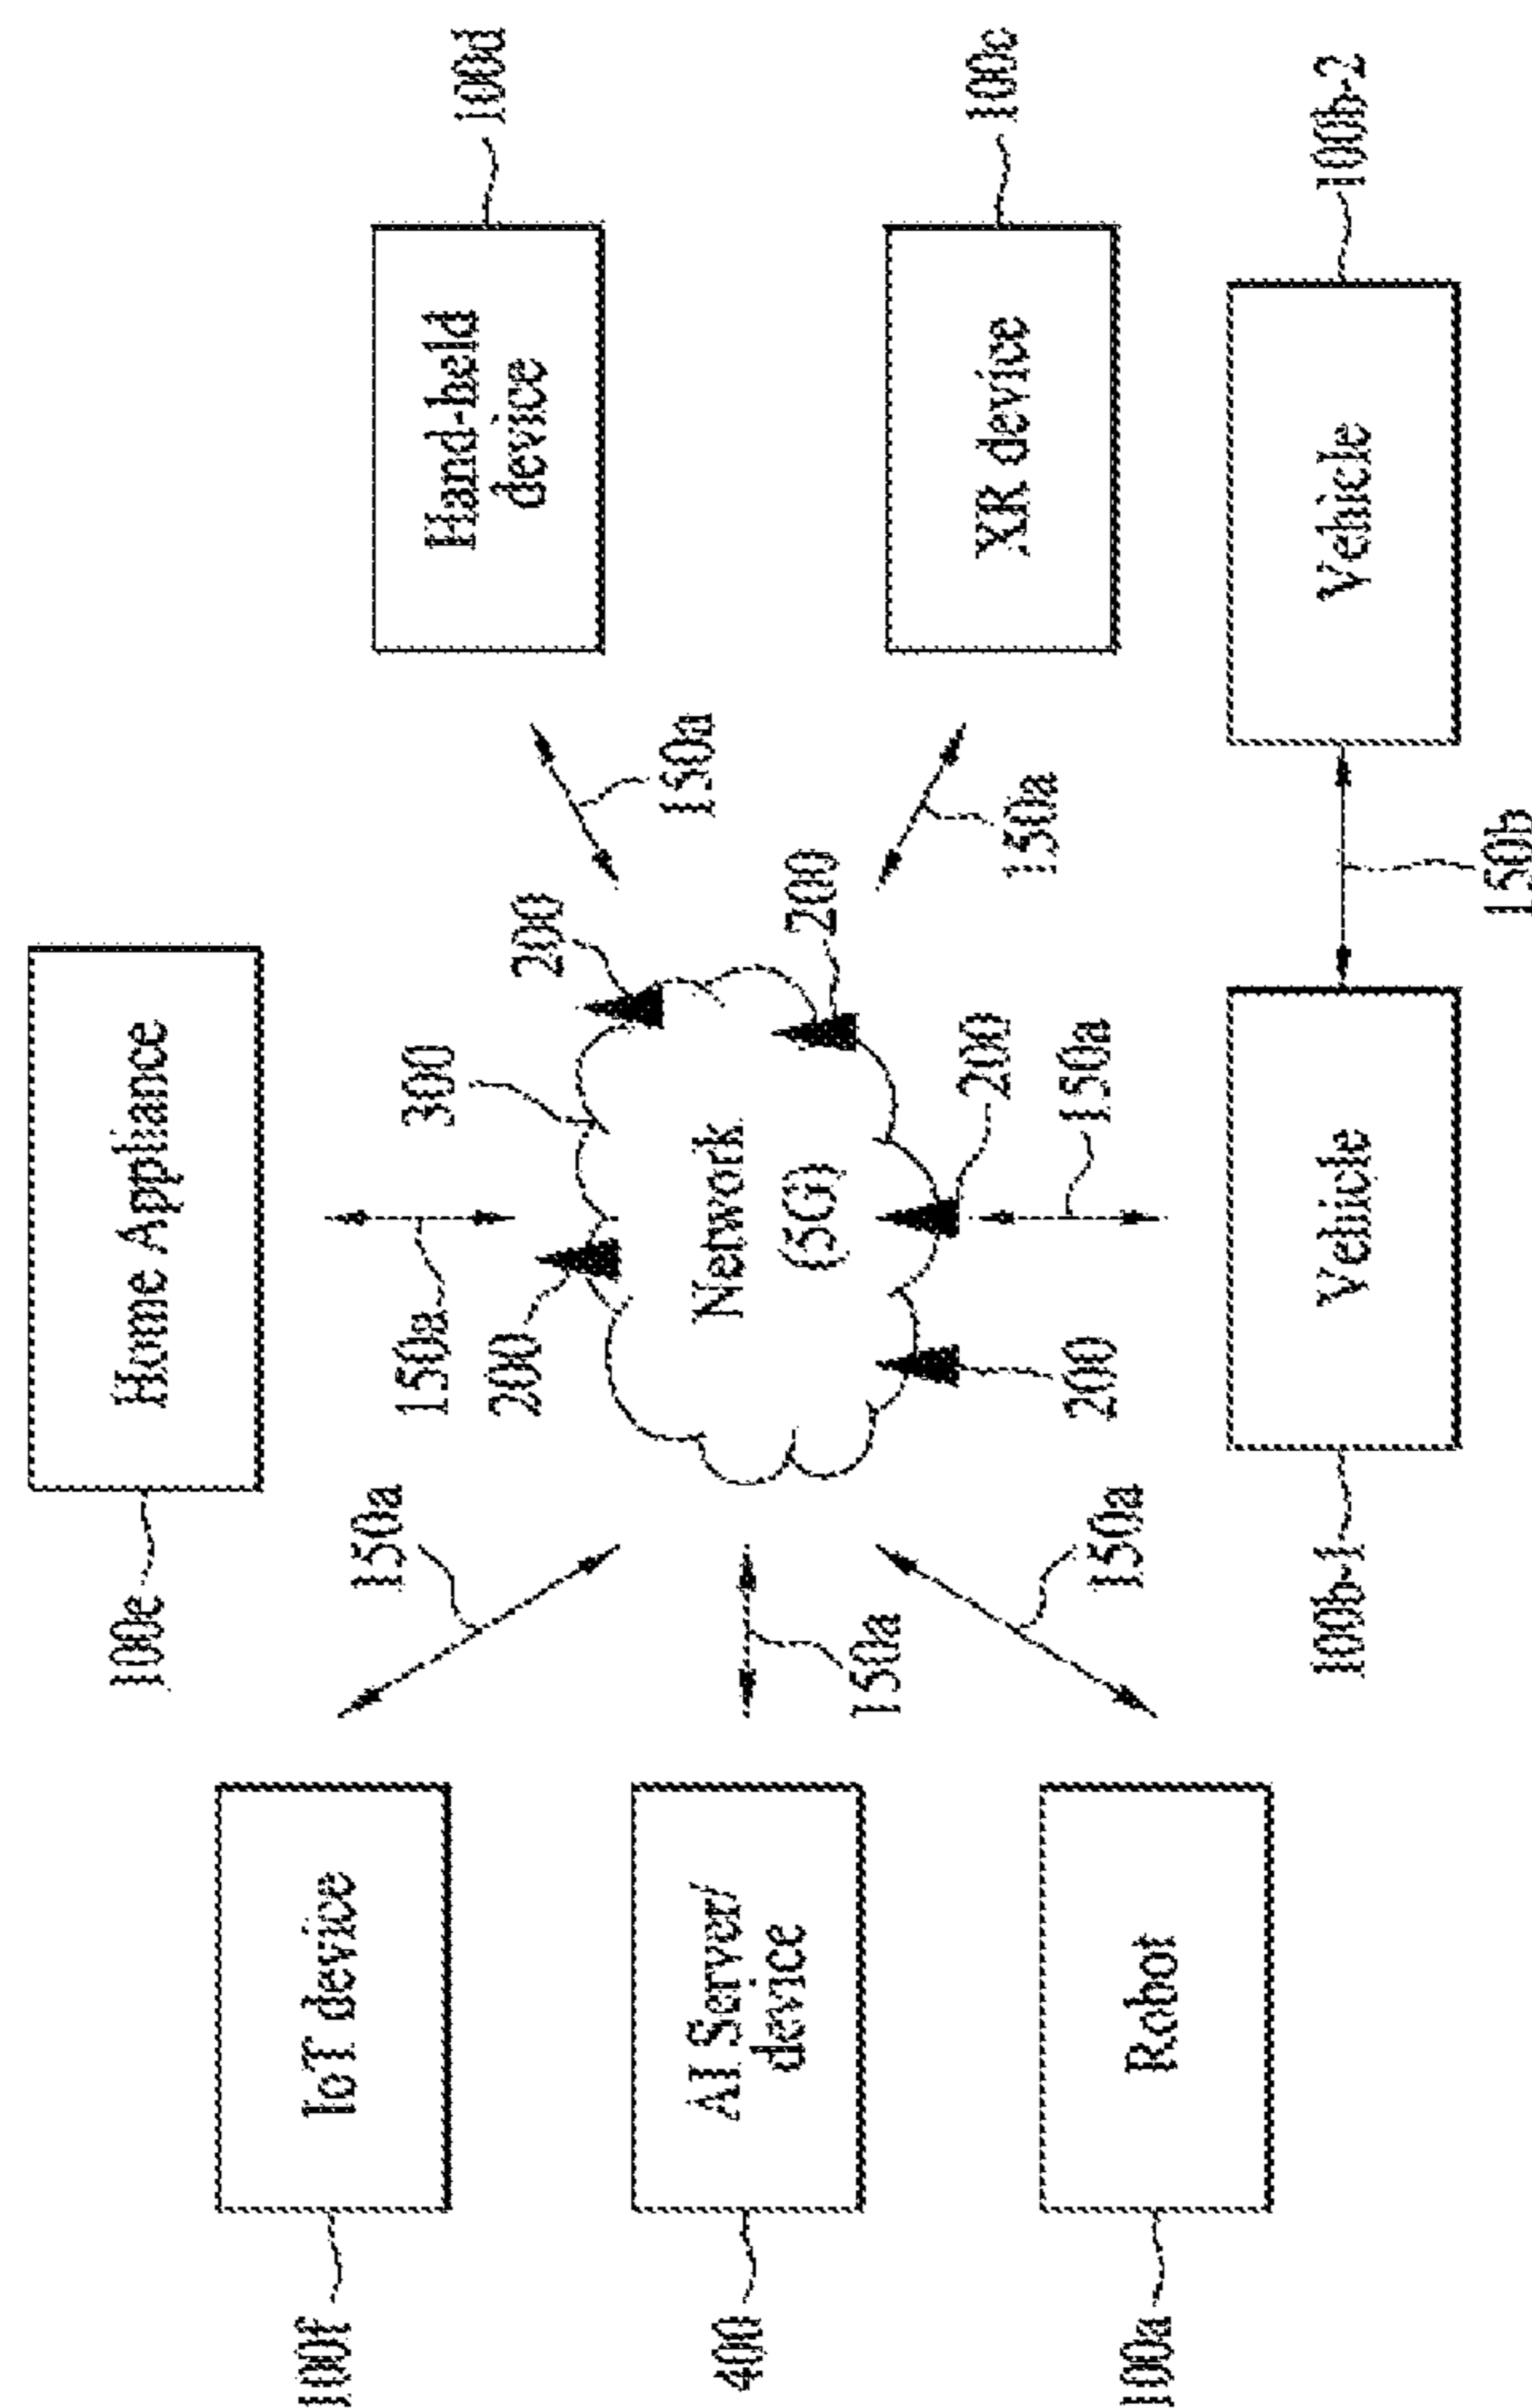 100e
Home Appliance
100f
IoT device
150a
150a
300
Hand-held
device
100d
200
200
150a
400
AI Server/
device
150a
Network
(5G)
200
200
200
150a
XR device
100c
100a
Robot
150a
150a
100b-1
Vehicle
Vehicle
100b-2
150b